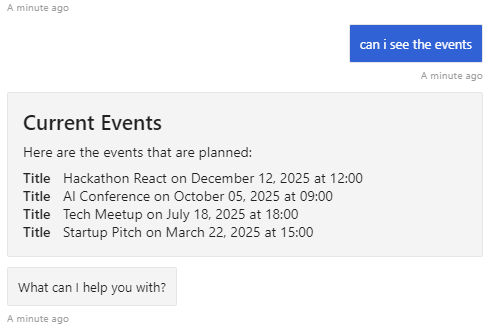 A minute ago
can i see the events
A minute ago
Current Events
Here are the events that are planned:
Title Hackathon React on December 12, 2025 at 12:00
Title AI Conference on October 05, 2025 at 09:00
Title Tech Meetup on July 18, 2025 at 18:00
Title Startup Pitch on March 22, 2025 at 15:00
What can I help you with?
A minute ago